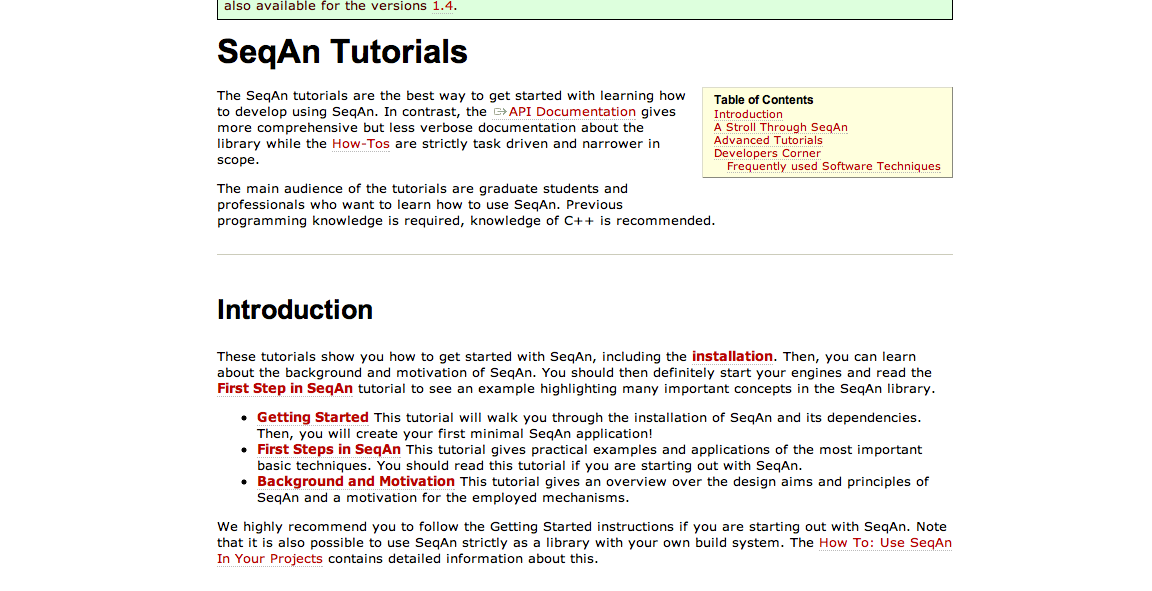 also available for the versions 1.4.
SeqAn Tutorials
The SeqAn tutorials are the best way to get started with learning how
to develop using SeqAn. In contrast, the API Documentation gives
more comprehensive but less verbose documentation about the
library while the How-Tos are strictly task driven and narrower in
scope.
Table of Contents
Introduction
A Stroll Through SeqAn
Advanced Tutorials
Developers Corner
Frequently used Software Techniques
The main audience of the tutorials are graduate students and
professionals who want to learn how to use SeqAn. Previous
programming knowledge is required, knowledge of C++ is recommended.
Introduction
These tutorials show you how to get started with SeqAn, including the installation. Then, you can learn
about the background and motivation of SeqAn. You should then definitely start your engines and read the
First Step in SeqAn tutorial to see an example highlighting many important concepts in the SeqAn library.
• Getting Started This tutorial will walk you through the installation of SeqAn and its dependencies.
Then, you will create your first minimal SeqAn application!
• First Steps in SeqAn This tutorial gives practical examples and applications of the most important
basic techniques. You should read this tutorial if you are starting out with SeqAn.
• Background and Motivation This tutorial gives an overview over the design aims and principles of
SeqAn and a motivation for the employed mechanisms.
We highly recommend you to follow the Getting Started instructions if you are starting out with SeqAn. Note
that it is also possible to use SeqAn strictly as a library with your own build system. The How To: Use SeqAn
In Your Projects contains detailed information about this.